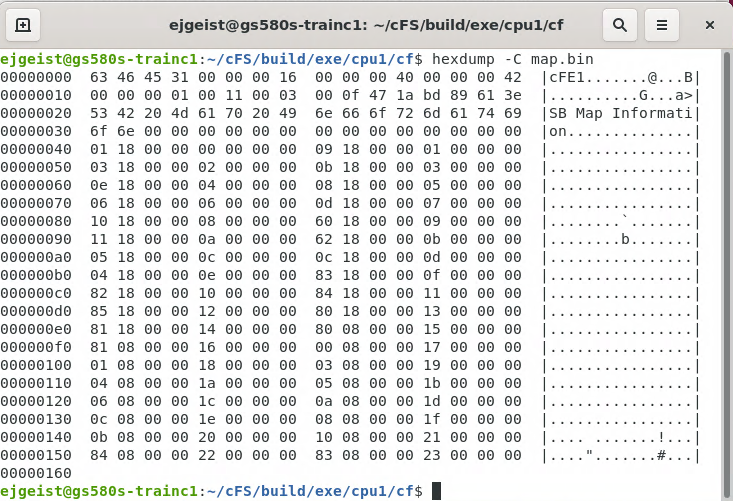 ejgeist@gs580s-trainc1: ~/cFS/build/exe/cpu1/cf
ejgeist@gs580s-trainc1:~/cFS/build/exe/cpu1/cf$ hexdump -C map.bin
00000000  63 46 45 31 00 00 00 16  00 00 00 40 00 00 00 42  |cFE1.......@...B|
00000010  00 00 00 01 00 11 00 03  00 0f 47 1a bd 89 61 3e  |..........G...a>|
00000020  53 42 20 4d 61 70 20 49  6e 66 6f 72 6d 61 74 69  |SB Map Informati|
00000030  6f 6e 00 00 00 00 00 00  00 00 00 00 00 00 00 00  |on..............|
00000040  01 18 00 00 00 00 00 00  09 18 00 00 01 00 00 00  |................|
00000050  03 18 00 00 02 00 00 00  0b 18 00 00 03 00 00 00  |................|
00000060  0e 18 00 00 04 00 00 00  08 18 00 00 05 00 00 00  |................|
00000070  06 18 00 00 06 00 00 00  0d 18 00 00 07 00 00 00  |................|
00000080  10 18 00 00 08 00 00 00  60 18 00 00 09 00 00 00  |........`.......|
00000090  11 18 00 00 0a 00 00 00  62 18 00 00 0b 00 00 00  |........b.......|
000000a0  05 18 00 00 0c 00 00 00  0c 18 00 00 0d 00 00 00  |................|
000000b0  04 18 00 00 0e 00 00 00  83 18 00 00 0f 00 00 00  |................|
000000c0  82 18 00 00 10 00 00 00  84 18 00 00 11 00 00 00  |................|
000000d0  85 18 00 00 12 00 00 00  80 18 00 00 13 00 00 00  |................|
000000e0  81 18 00 00 14 00 00 00  80 08 00 00 15 00 00 00  |................|
000000f0  81 08 00 00 16 00 00 00  00 08 00 00 17 00 00 00  |................|
00000100  01 08 00 00 18 00 00 00  03 08 00 00 19 00 00 00  |................|
00000110  04 08 00 00 1a 00 00 00  05 08 00 00 1b 00 00 00  |................|
00000120  06 08 00 00 1c 00 00 00  0a 08 00 00 1d 00 00 00  |................|
00000130  0c 08 00 00 1e 00 00 00  08 08 00 00 1f 00 00 00  |................|
00000140  0b 08 00 00 20 00 00 00  10 08 00 00 21 00 00 00  |.... .......!...|
00000150  84 08 00 00 22 00 00 00  83 08 00 00 23 00 00 00  |....".......#...|
00000160
ejgeist@gs580s-trainc1:~/cFS/build/exe/cpu1/cf$